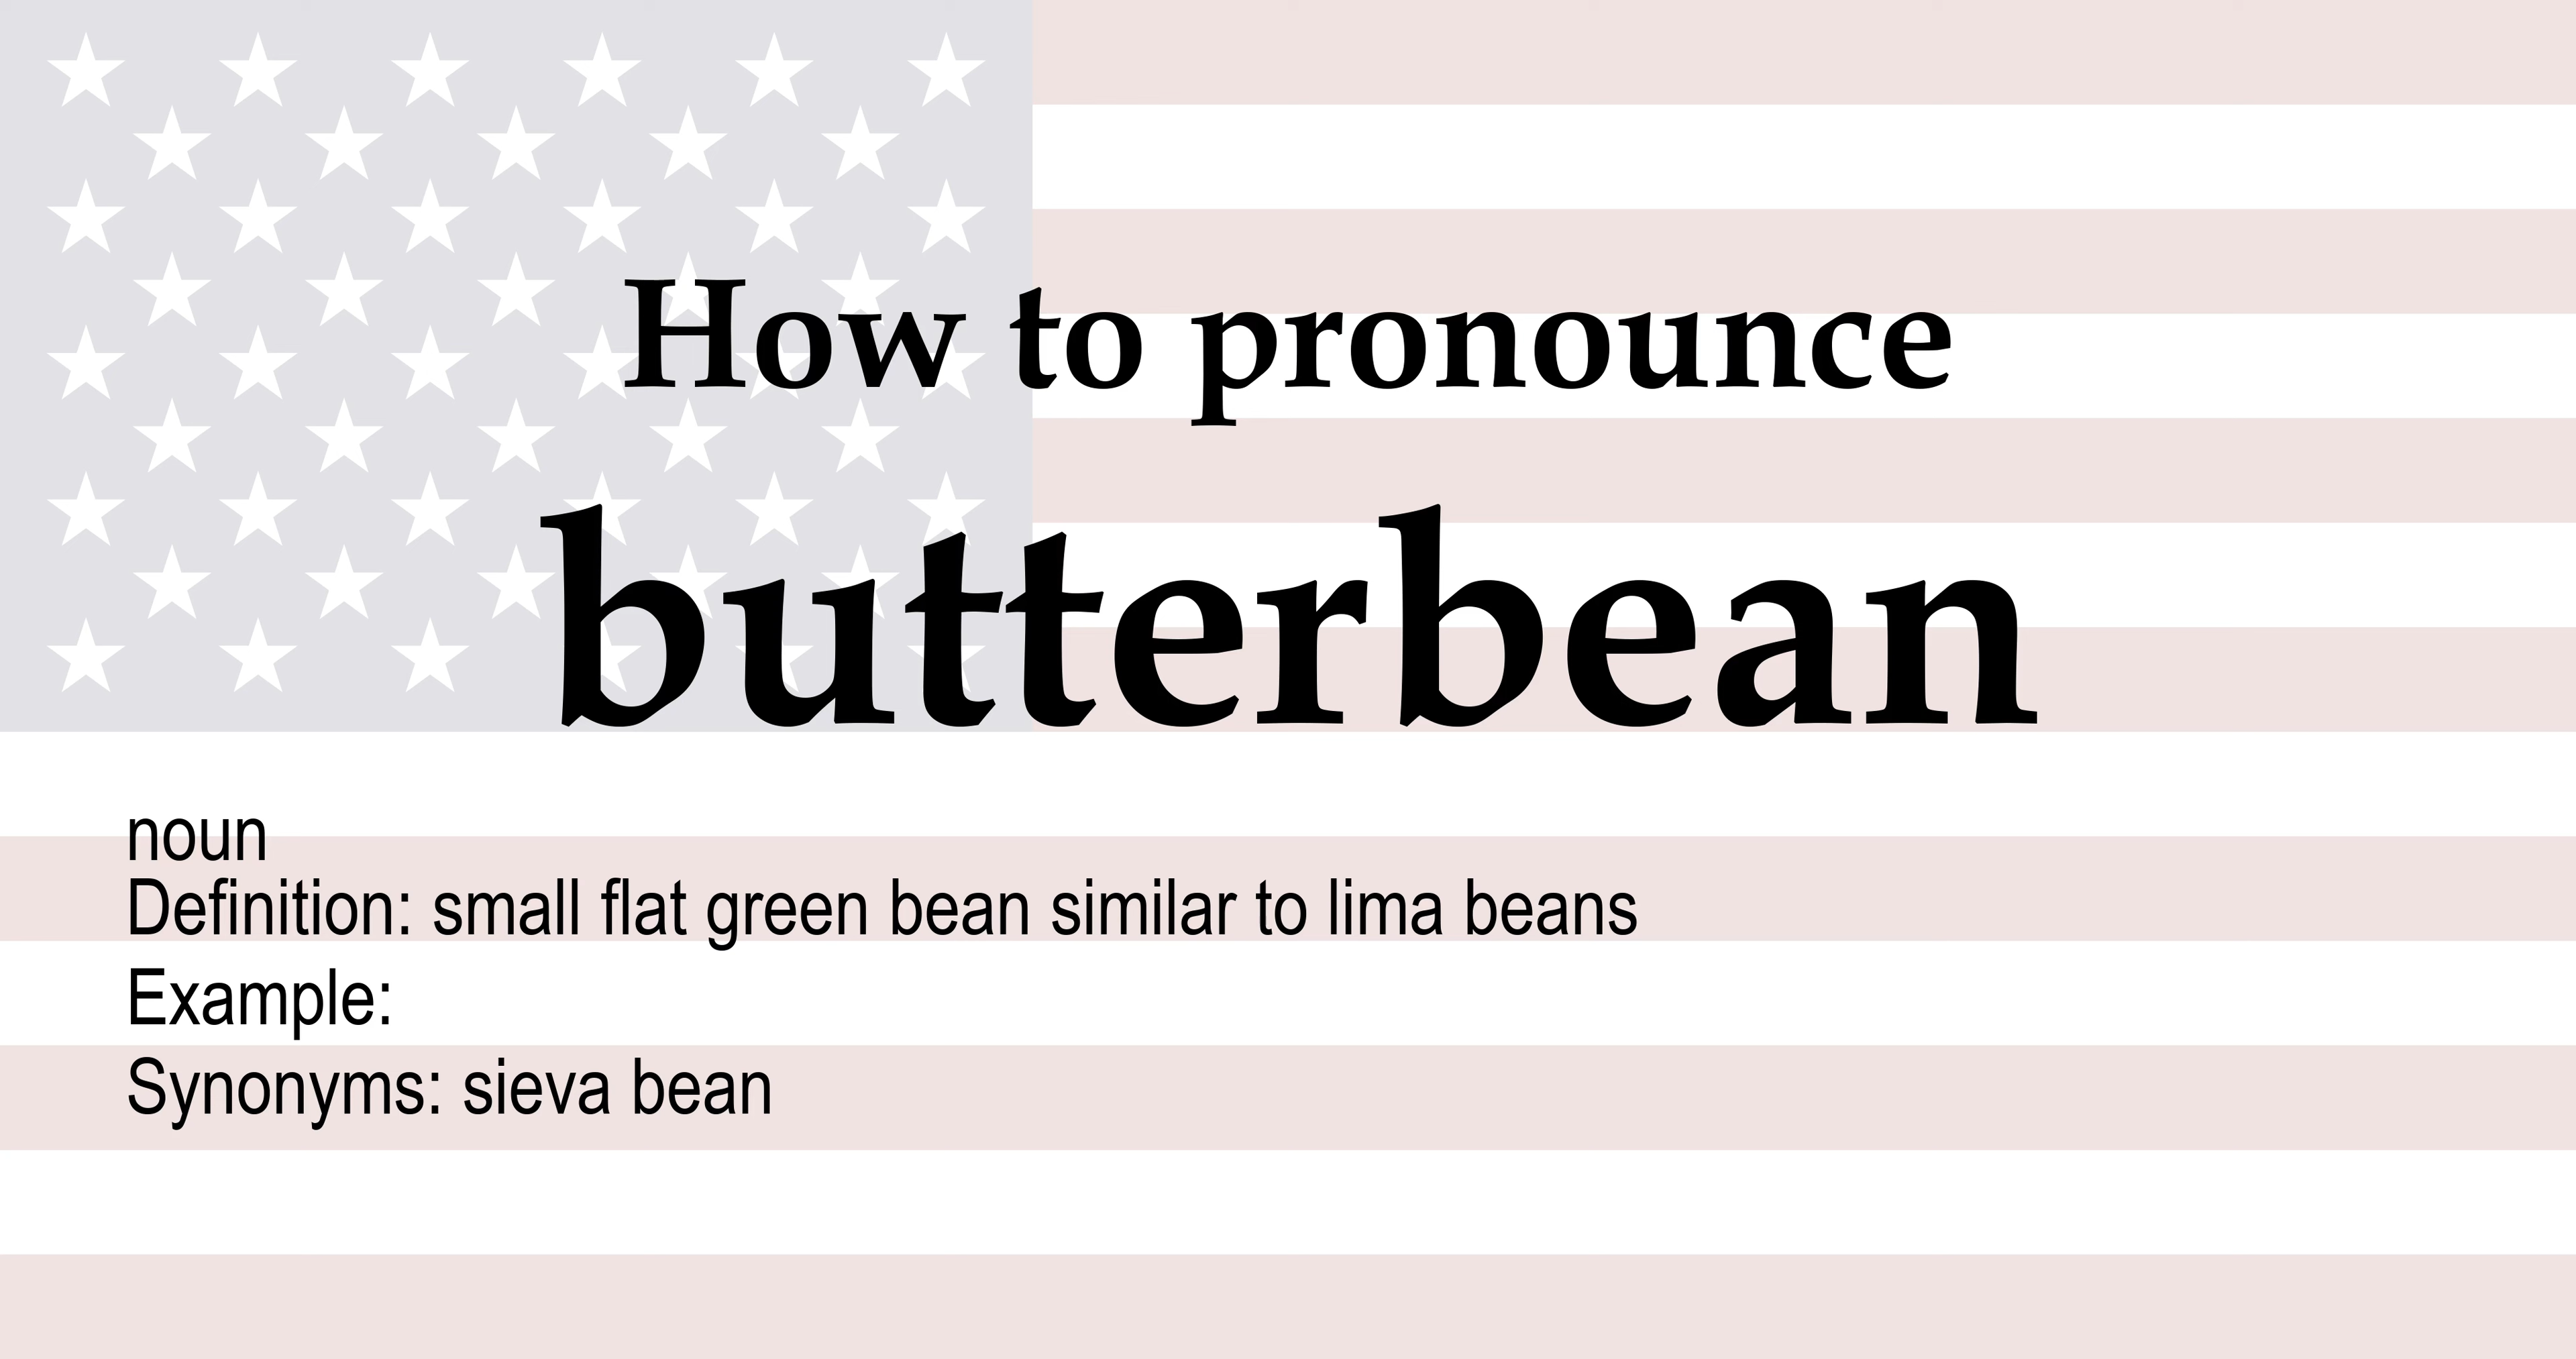 How to pronounce
butterbean
noun
Definition: small flat green bean similar to lima beans
Example:
Synonyms: sieva bean